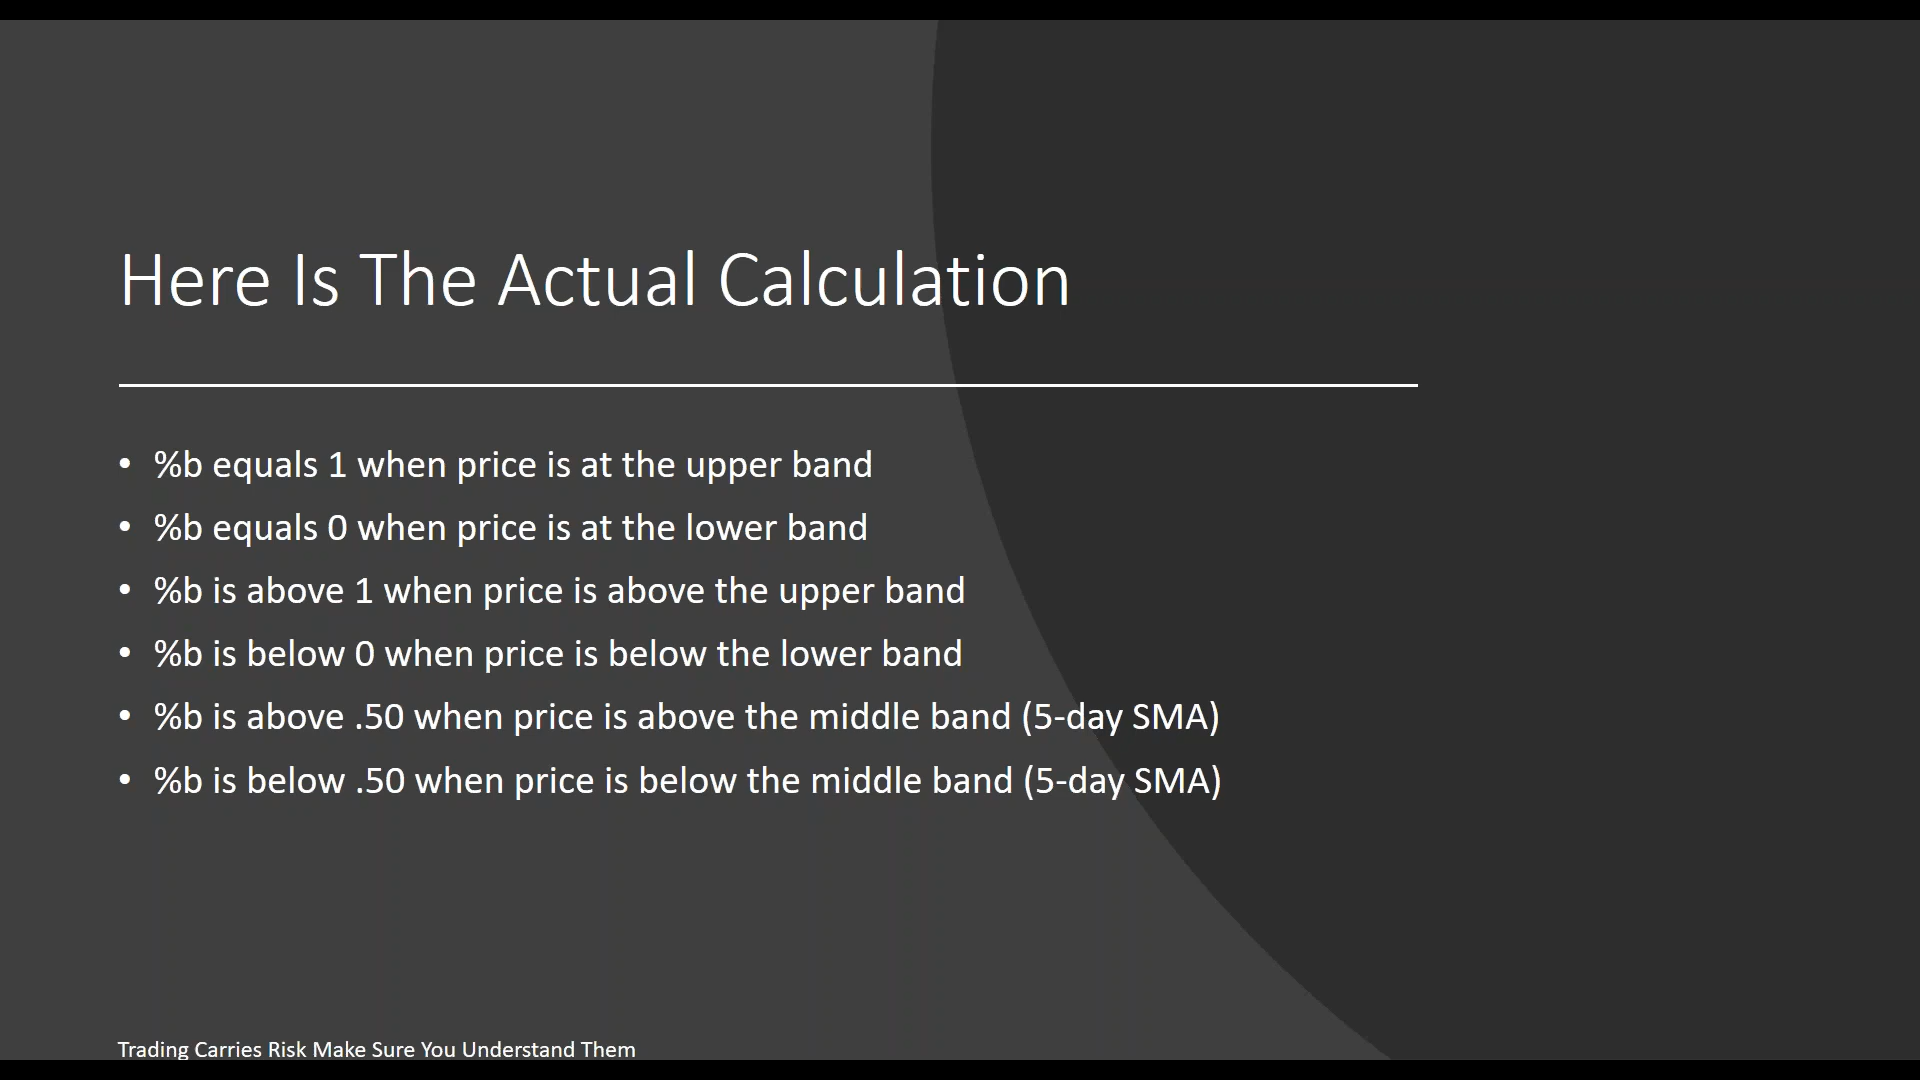 Here Is The Actual Calculation
• %b equals 1 when price is at the upper band
• %b equals 0 when price is at the lower band
• %b is above 1 when price is above the upper band
• %b is below 0 when price is below the lower band
• %b is above .50 when price is above the middle band (5-day SMA)
• %b is below .50 when price is below the middle band (5-day SMA)
Trading Carries Risk Make Sure You Understand Them